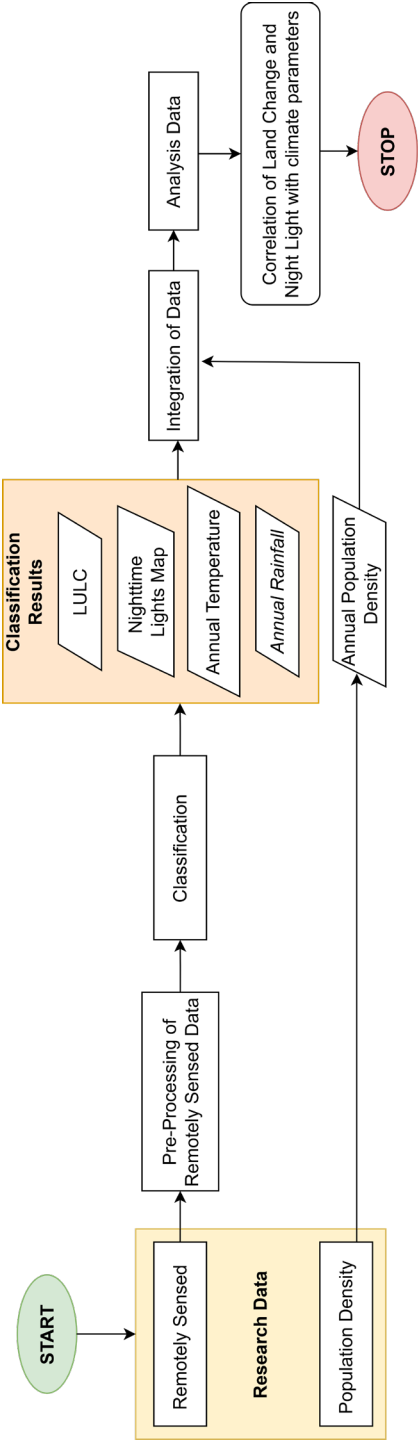 START
Remotely Sensed
Research Data
Population Density
Pre-Processing of
Remotely Sensed Data
Classification
Classification
Results
LULC
Nighttime
Lights Map
Annual Temperature
Annual Rainfall
Annual Population
Density
Integration of Data
Analysis Data
Correlation of Land Change and
Night Light with climate parameters
STOP